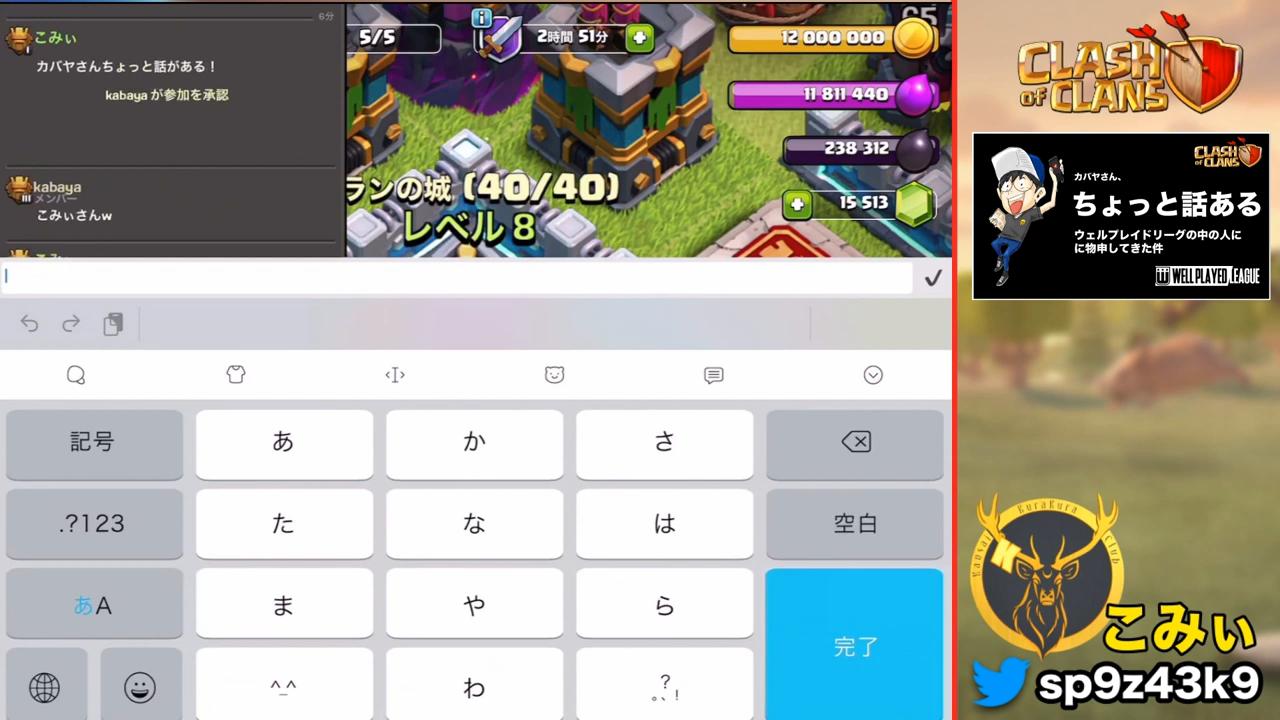 6分
こみぃ
カバヤさんちょっと話がある！
kabaya が参加を承認
kabaya
メンバー
こみぃさんw
5/5
2時間 51分
12 000 000
11 811 440
238 312
15 513
ランの城 (40/40)
レベル 8
記号
あ
か
さ
.?123
た
な
は
空白
あA
ま
や
ら
完了
^_^
わ
?
。、!
CLASH
OF CLANS
CLASH
OF CLANS
カバヤさん、
ちょっと話ある
ウェルプレイドリーグの中の人に
に物申してきた件
WELL PLAYED LEAGUE
Kansai KuraKura club
こみぃ
sp9z43k9